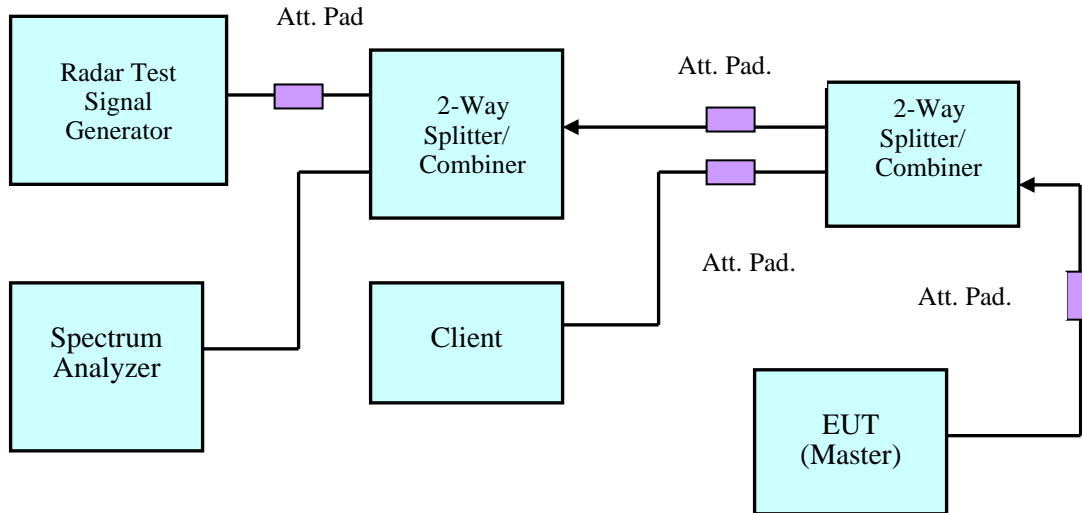 Att. Pad
Radar Test
Signal
Generator
2-Way
Splitter/
Combiner
Att. Pad.
2-Way
Splitter/
Combiner
Att. Pad.
Att. Pad.
Spectrum
Analyzer
Client
EUT
(Master)